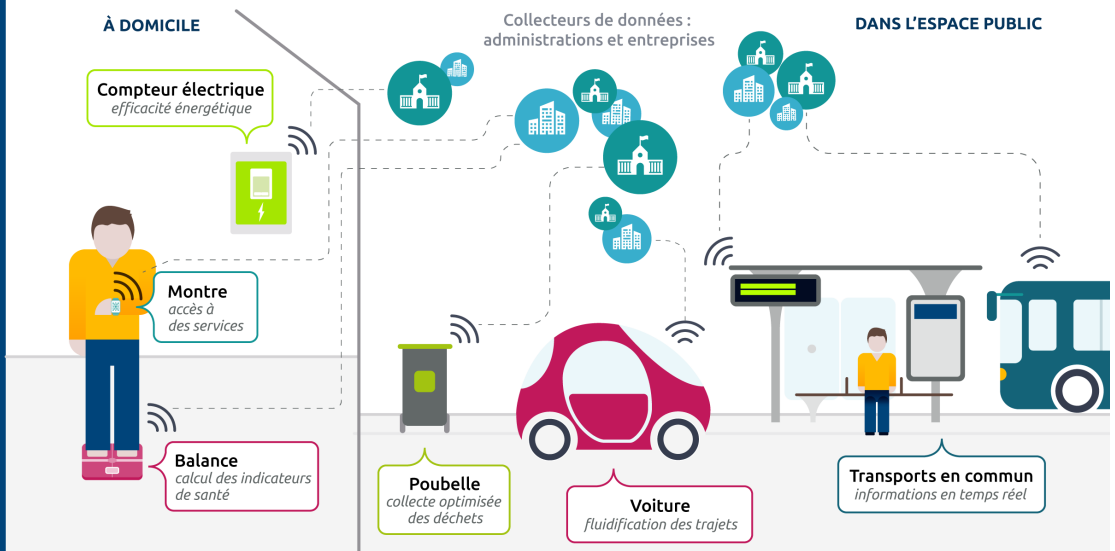 À DOMICILE
Collecteurs de données :
administrations et entreprises
DANS L'ESPACE PUBLIC
Compteur électrique
efficacité énergétique
Montre
accès à
des services
Balance
calcul des indicateurs
de santé
Poubelle
collecte optimisée
des déchets
Voiture
fluidification des trajets
Transports en commun
informations en temps réel